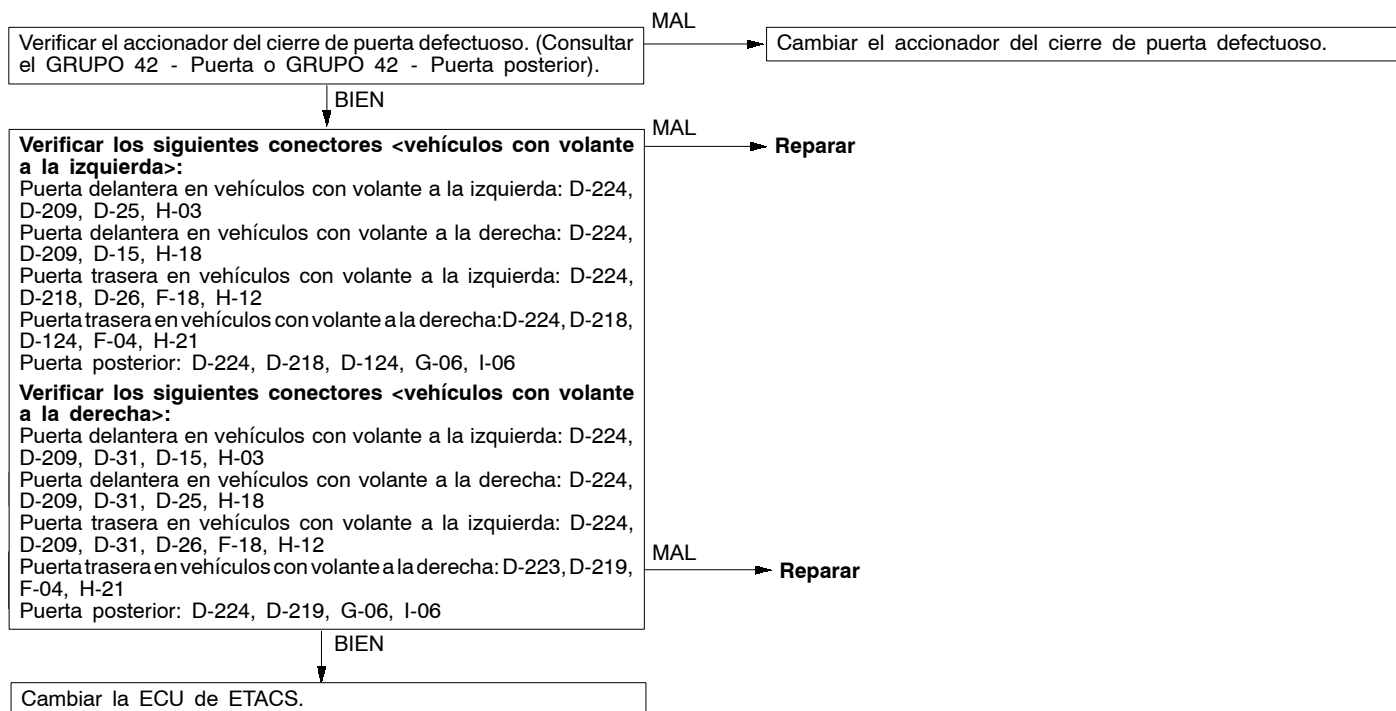 MAL
Verificar el accionador del cierre de puerta defectuoso. (Consultar
el GRUPO 42 - Puerta o GRUPO 42 - Puerta posterior).
Cambiar el accionador del cierre de puerta defectuoso.
BIEN
MAL
Verificar los siguientes conectores <vehículos con volante
a la izquierda>:
Reparar
Puerta delantera en vehículos con volante a la izquierda: D-224,
D-209, D-25, H-03
Puerta delantera en vehículos con volante a la derecha: D-224,
D-209, D-15, H-18
Puerta trasera en vehículos con volante a la izquierda: D-224,
D-218, D-26, F-18, H-12
Puerta trasera en vehículos con volante a la derecha:D-224, D-218,
D-124, F-04, H-21
Puerta posterior: D-224, D-218, D-124, G-06, I-06
Verificar los siguientes conectores <vehículos con volante
a la derecha>:
Puerta delantera en vehículos con volante a la izquierda: D-224,
D-209, D-31, D-15, H-03
Puerta delantera en vehículos con volante a la derecha: D-224,
D-209, D-31, D-25, H-18
Puerta trasera en vehículos con volante a la izquierda: D-224,
D-209, D-31, D-26, F-18, H-12
MAL
Puerta trasera en vehículos con volante a la derecha: D-223, D-219,
F-04, H-21
Reparar
Puerta posterior: D-224, D-219, G-06, I-06
BIEN
Cambiar la ECU de ETACS.